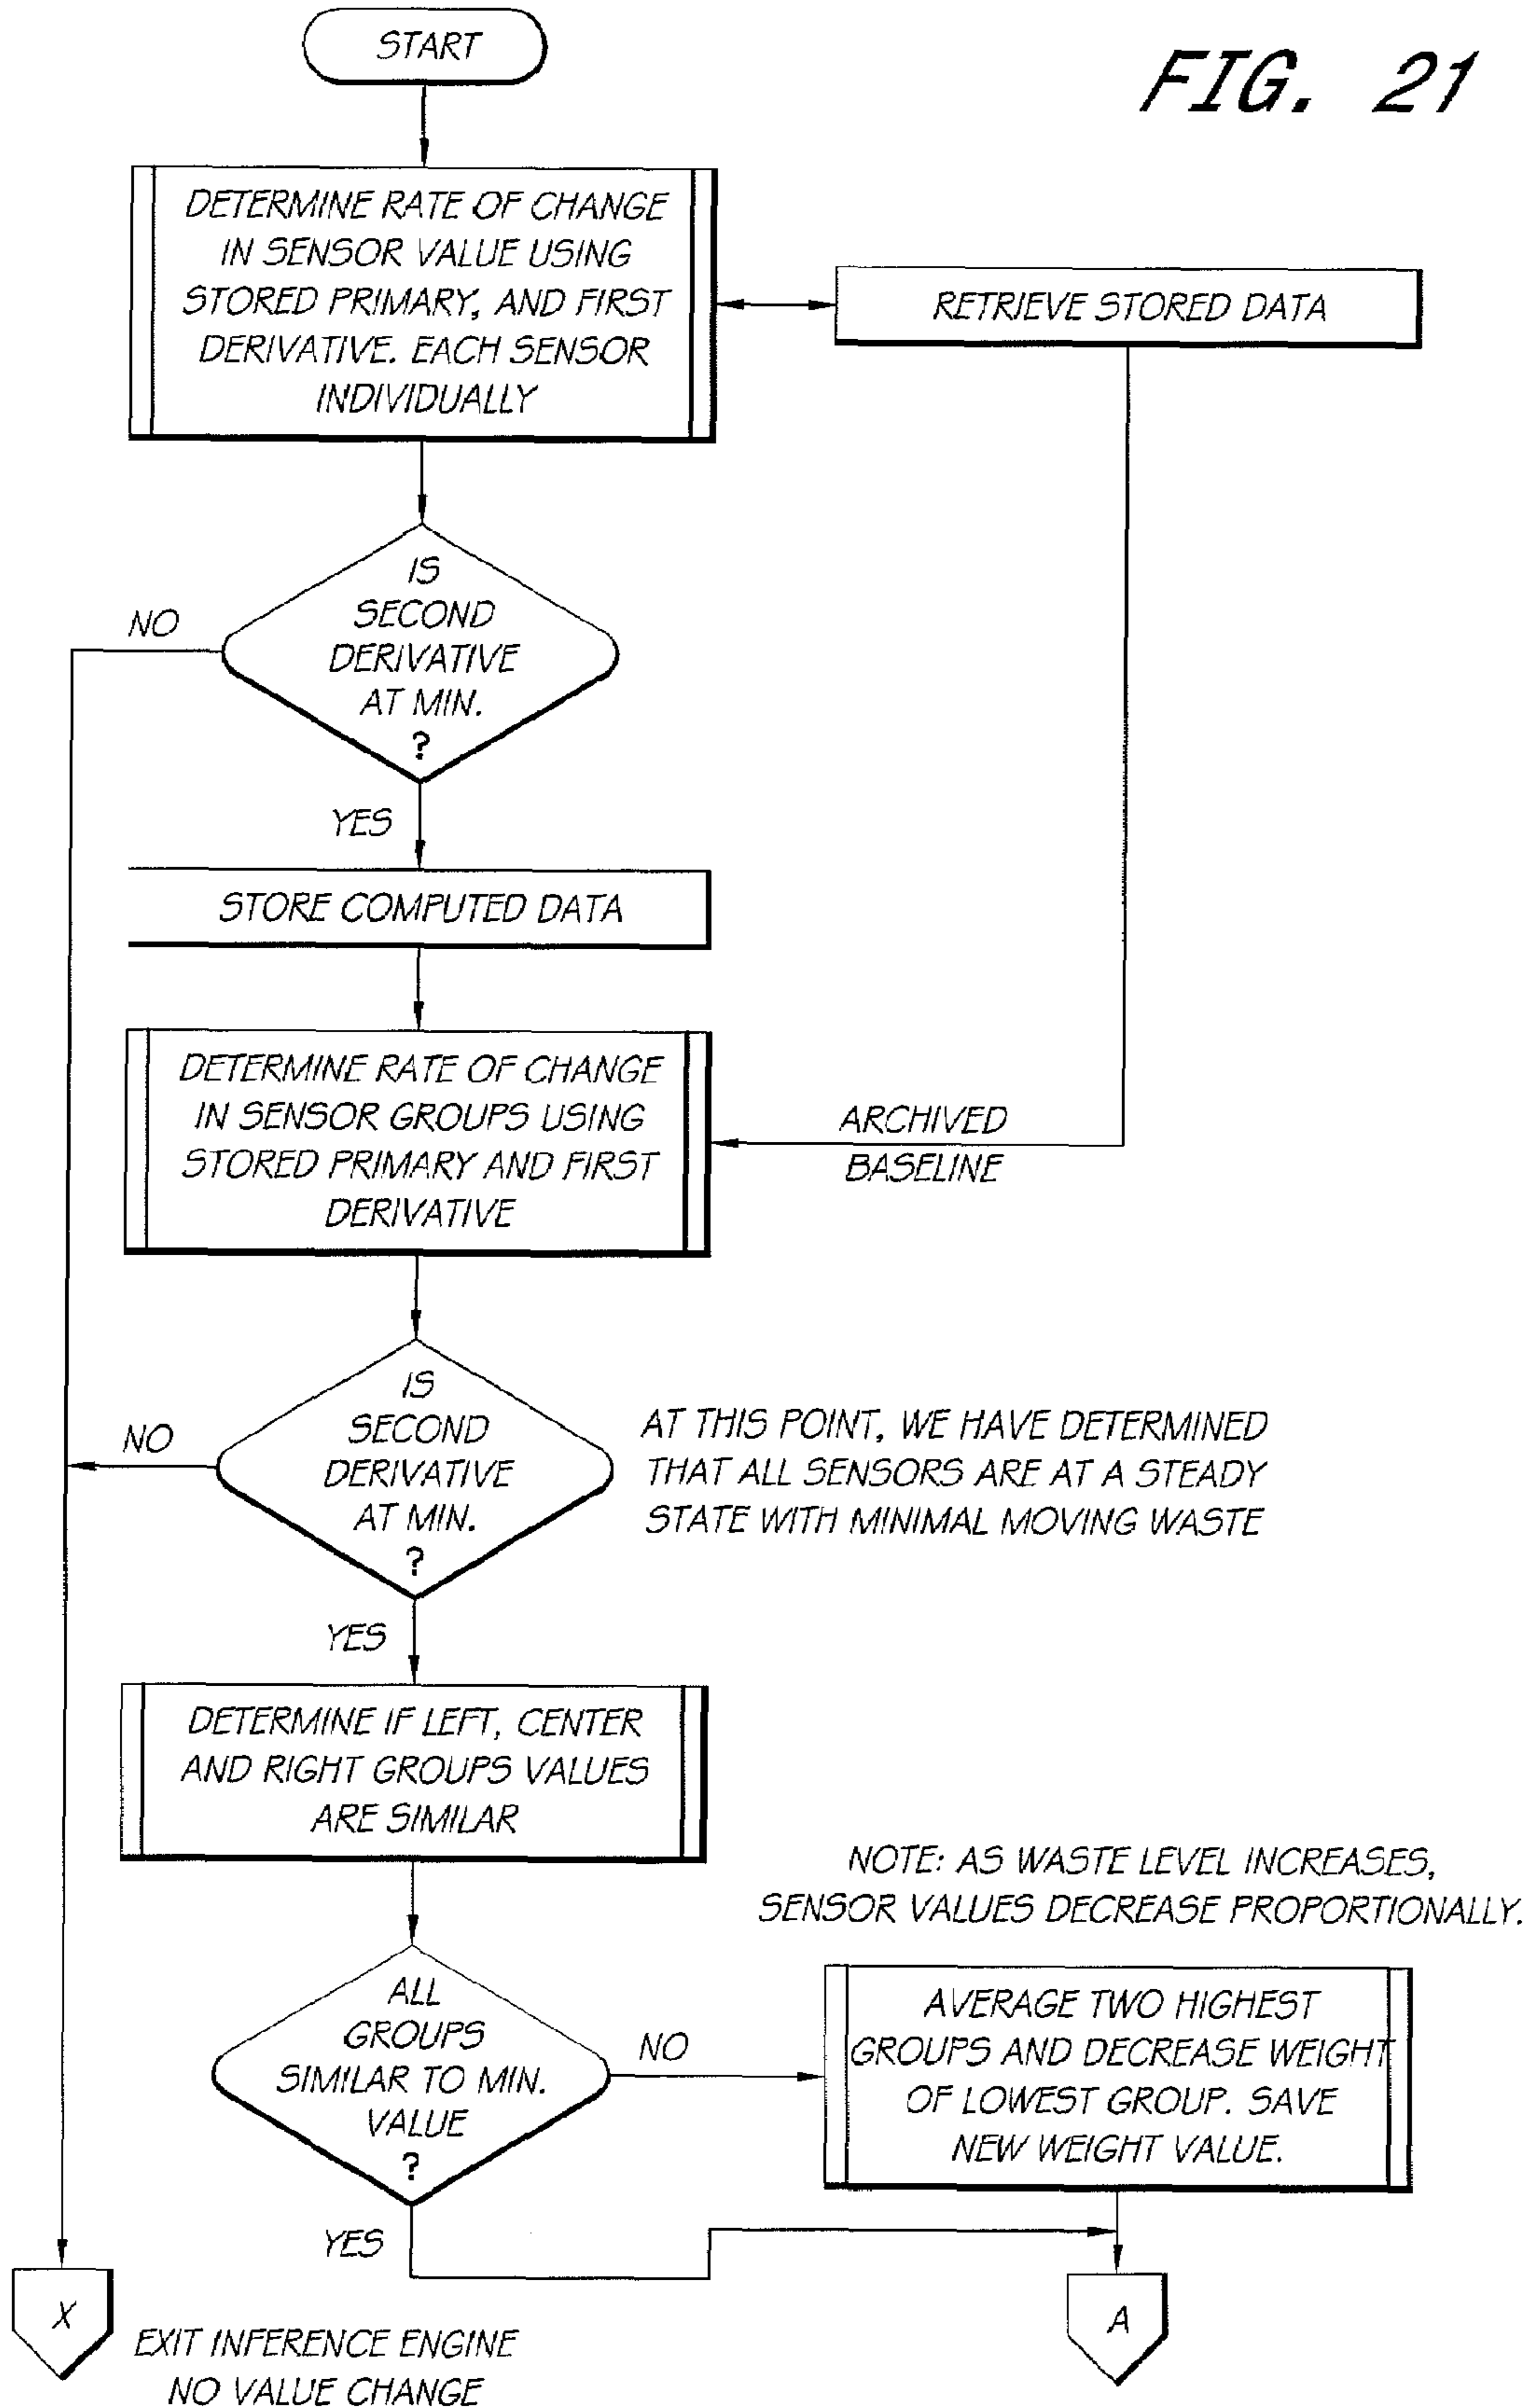 START
FIG. 21
DETERMINE RATE OF CHANGE
IN SENSOR VALUE USING
STORED PRIMARY, AND FIRST
DERIVATIVE. EACH SENSOR
INDIVIDUALLY
RETRIEVE STORED DATA
IS
SECOND
DERIVATIVE
AT MIN.
?
NO
YES
STORE COMPUTED DATA
DETERMINE RATE OF CHANGE
IN SENSOR GROUPS USING
STORED PRIMARY AND FIRST
DERIVATIVE
ARCHIVED
BASELINE
IS
SECOND
DERIVATIVE
AT MIN.
?
NO
AT THIS POINT, WE HAVE DETERMINED
THAT ALL SENSORS ARE AT A STEADY
STATE WITH MINIMAL MOVING WASTE
YES
DETERMINE IF LEFT, CENTER
AND RIGHT GROUPS VALUES
ARE SIMILAR
NOTE: AS WASTE LEVEL INCREASES,
SENSOR VALUES DECREASE PROPORTIONALLY.
ALL
GROUPS
SIMILAR TO MIN.
VALUE
?
NO
AVERAGE TWO HIGHEST
GROUPS AND DECREASE WEIGHT
OF LOWEST GROUP. SAVE
NEW WEIGHT VALUE.
YES
X
EXIT INFERENCE ENGINE
NO VALUE CHANGE
A